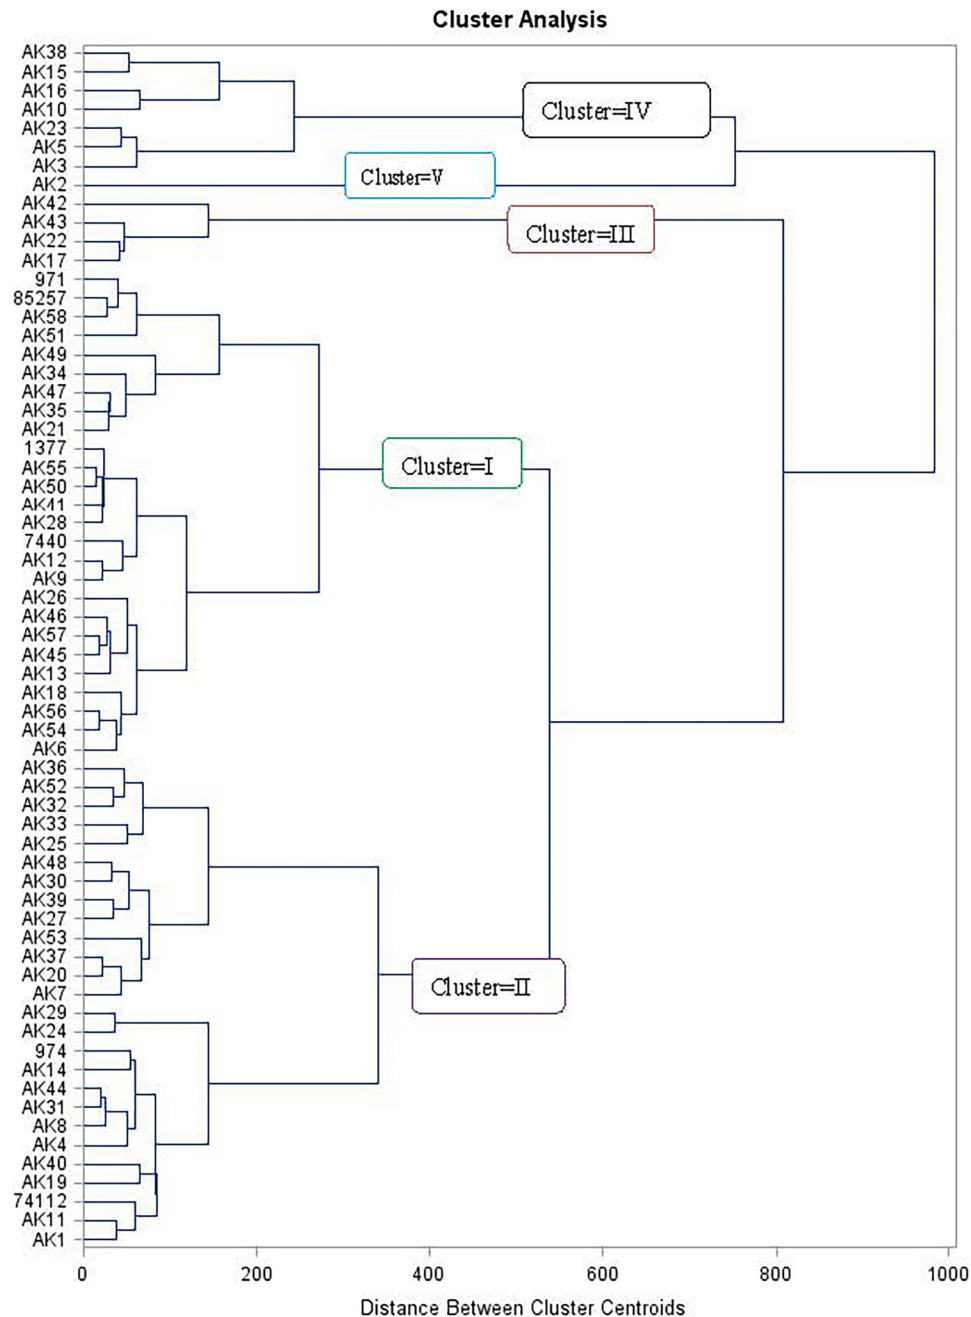 Cluster Analysis
AK38
AK15
AK16
AK10
AK23
AK5
AK3
AK2
AK42
AK43
AK22
AK17
971
85257
AK58
AK51
AK49
AK34
AK47
AK35
AK21
1377
AK55
AK50
AK41
AK28
7440
AK12
AK9
AK26
AK46
AK57
AK45
AK13
AK18
AK56
AK54
AK6
AK36
AK52
AK32
AK33
AK25
AK48
AK30
AK39
AK27
AK53
AK37
AK20
AK7
AK29
AK24
974
AK14
AK44
AK31
AK8
AK4
AK40
AK19
74112
AK11
AK1
Cluster=IV
Cluster=V
Cluster=III
Cluster=I
Cluster=II
0 200 400 600 800 1000
Distance Between Cluster Centroids